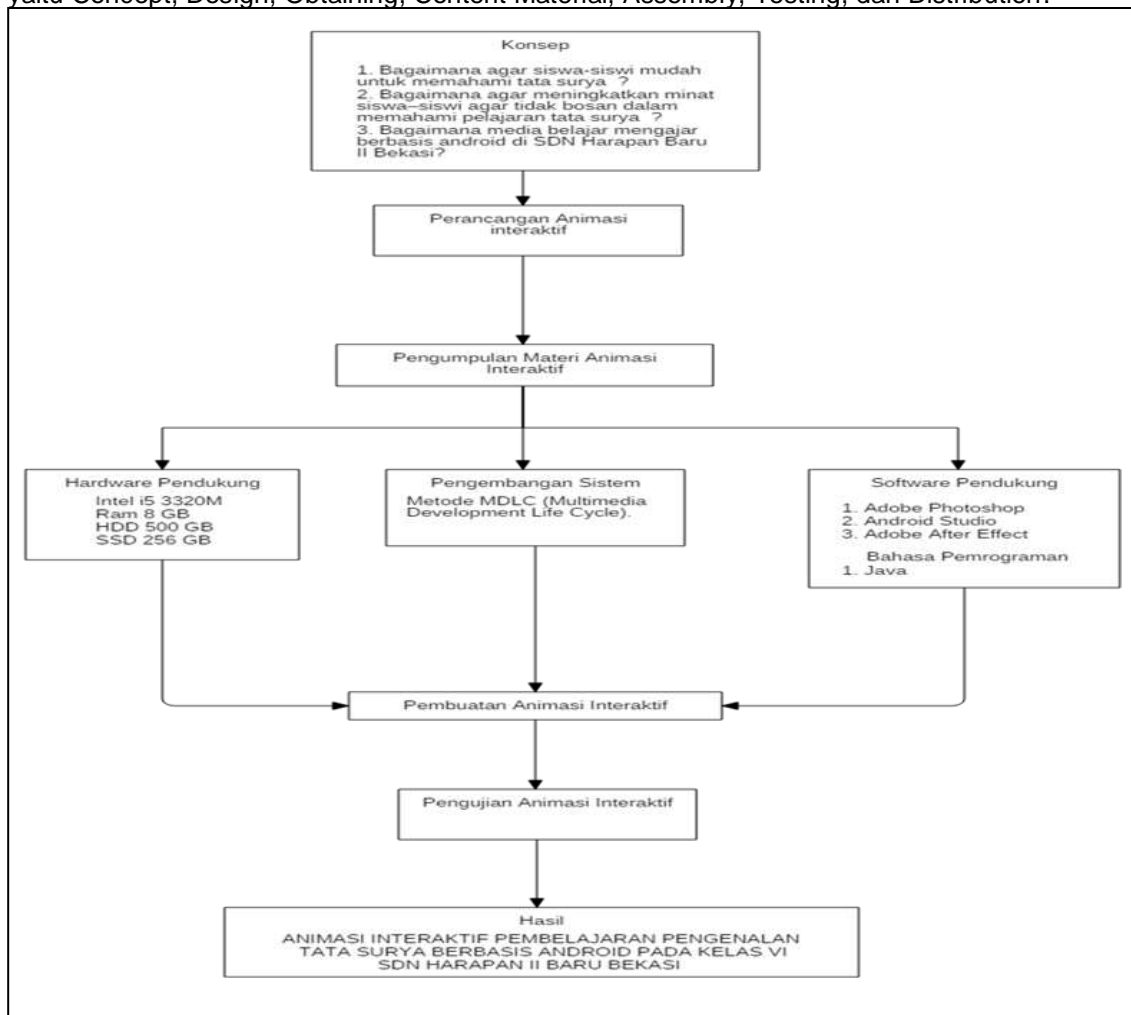 yaitu Concept, Design, Obtaining, Content Material, Assembly, Testing, dan Distribution.
Konsep
1. Bagaimana agar siswa-siswi mudah
untuk memahami tata surya ?
2. Bagaimana agar meningkatkan minat
siswa–siswi agar tidak bosan dalam
memahami pelajaran tata surya ?
3. Bagaimana media belajar mengajar
berbasis android di SDN Harapan Baru
II Bekasi?
Perancangan Animasi
interaktif
Pengumpulan Materi Animasi
Interaktif
Hardware Pendukung
Intel i5 3320M
Ram 8 GB
HDD 500 GB
SSD 256 GB
Pengembangan Sistem
Metode MDLC (Multimedia
Development Life Cycle).
Software Pendukung
1. Adobe Photoshop
2. Android Studio
3. Adobe After Effect
Bahasa Pemrograman
1. Java
Pembuatan Animasi Interaktif
Pengujian Animasi Interaktif
Hasil
ANIMASI INTERAKTIF PEMBELAJARAN PENGENALAN
TATA SURYA BERBASIS ANDROID PADA KELAS VI
SDN HARAPAN II BARU BEKASI